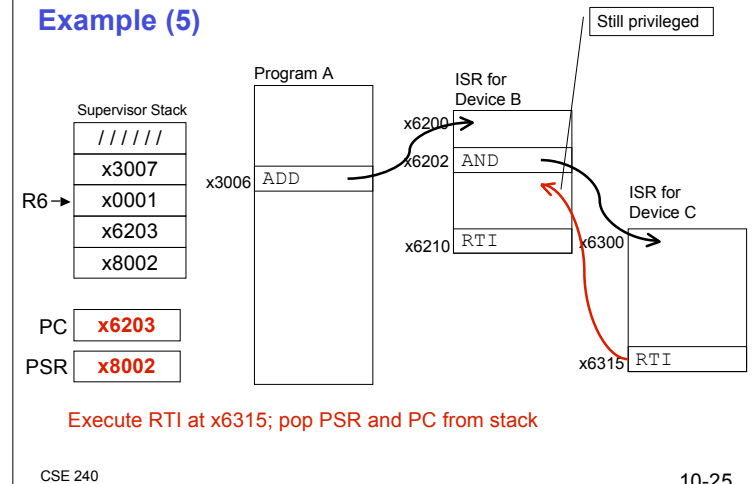 Example (5)
Still privileged
Program A
ISR for
Device B
Supervisor Stack
//////
x3007
R6
x0001
x6203
x8002
x3006
ADD
x6200
x6202
AND
x6210
RTI
ISR for
Device C
x6300
x6315
RTI
PC
x6203
PSR
x8002
Execute RTI at x6315; pop PSR and PC from stack
CSE 240
10-25